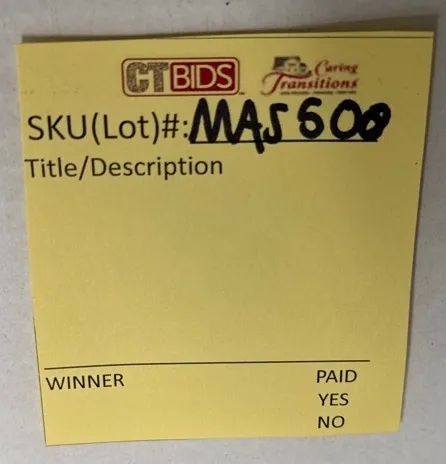 CTBIDS Caring Transitions
SKU(Lot)#: MAS600
Title/Description
WINNER PAID
YES
NO